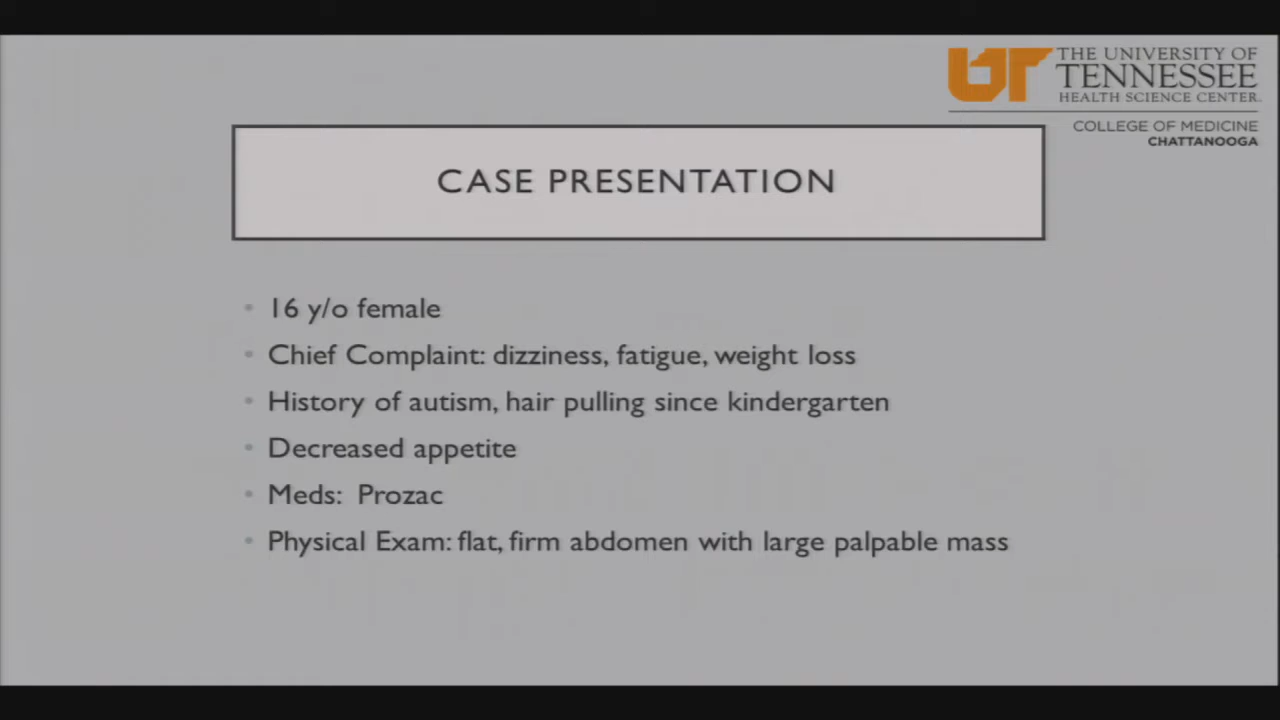 THE UNIVERSITY OF
TENNESSEE
HEALTH SCIENCE CENTER.
COLLEGE OF MEDICINE
CHATTANOOGA
CASE PRESENTATION
• 16 y/o female
• Chief Complaint: dizziness, fatigue, weight loss
• History of autism, hair pulling since kindergarten
• Decreased appetite
• Meds: Prozac
• Physical Exam: flat, firm abdomen with large palpable mass